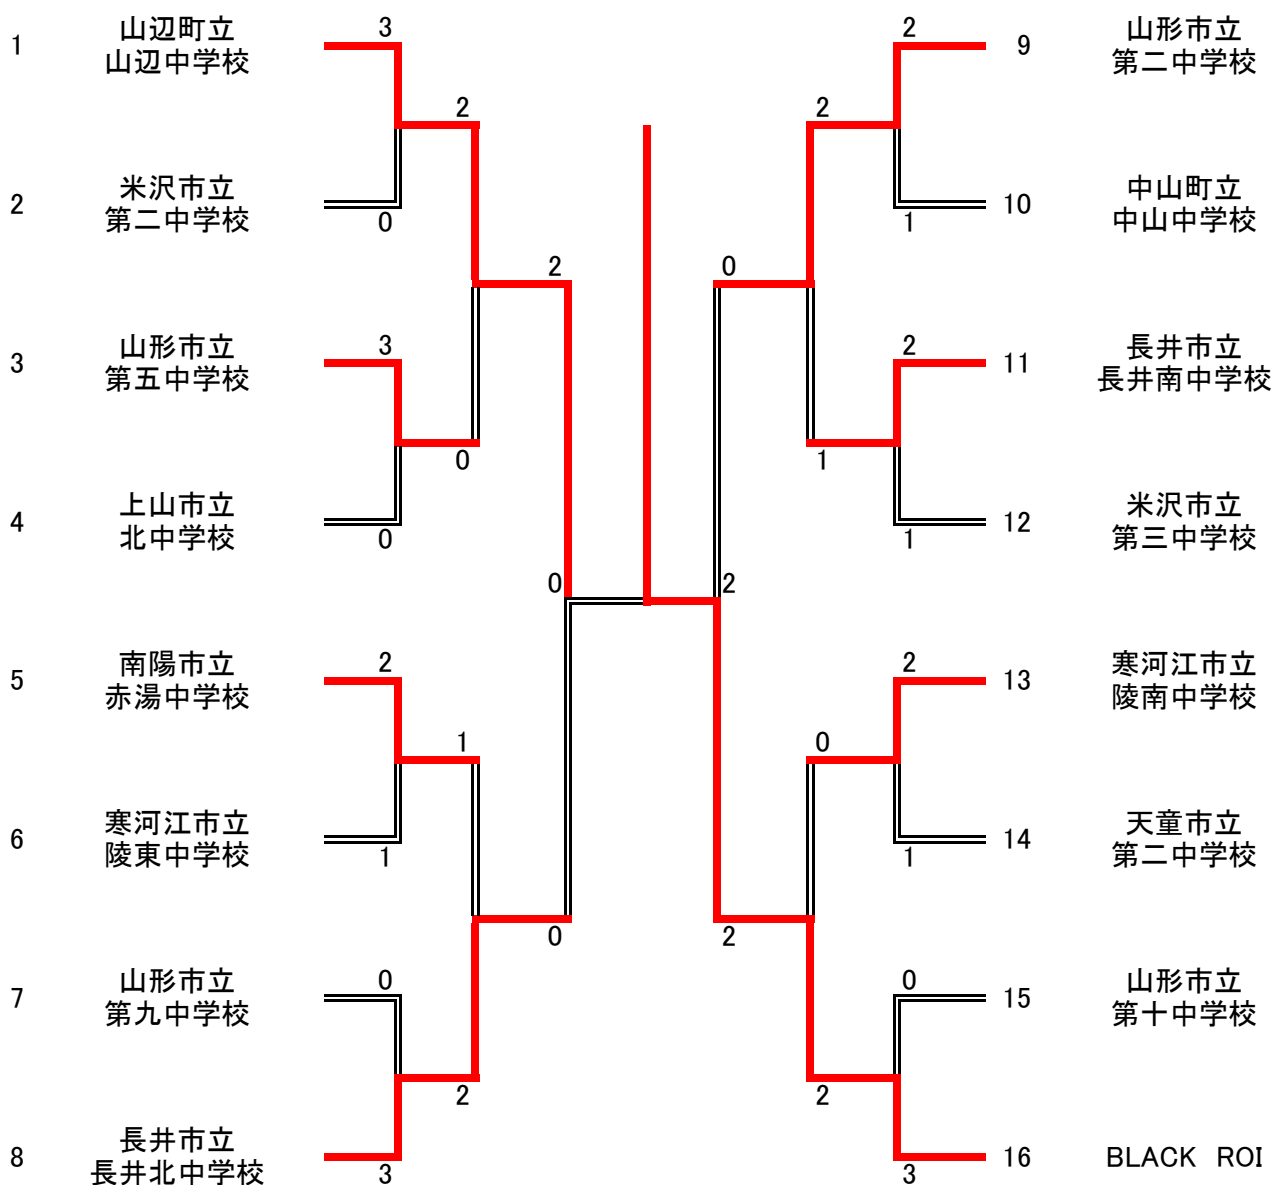 1
山辺町立
山辺中学校
3
2
2
米沢市立
第二中学校
0
3
山形市立
第五中学校
3
0
4
上山市立
北中学校
0
2
0
5
南陽市立
赤湯中学校
2
1
6
寒河江市立
陵東中学校
1
0
7
山形市立
第九中学校
0
2
8
長井市立
長井北中学校
3
2
9
山形市立
第二中学校
2
1
10
中山町立
中山中学校
0
2
11
長井市立
長井南中学校
1
1
12
米沢市立
第三中学校
2
2
13
寒河江市立
陵南中学校
0
1
14
天童市立
第二中学校
2
0
15
山形市立
第十中学校
2
3
16
BLACK ROI